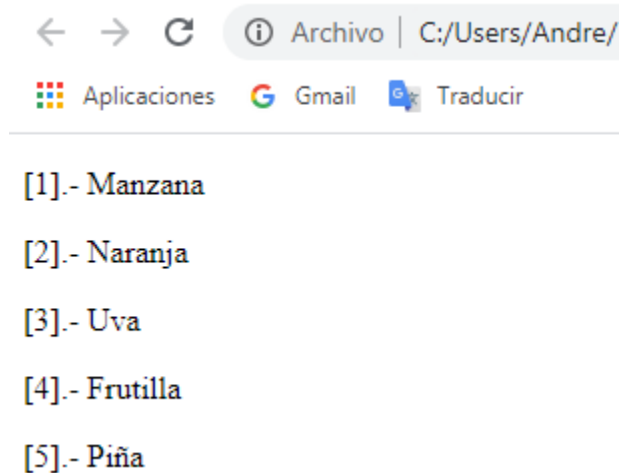 Archivo | C:/Users/Andre/
Aplicaciones Gmail Traducir
[1].- Manzana
[2].- Naranja
[3].- Uva
[4].- Frutilla
[5].- Piña